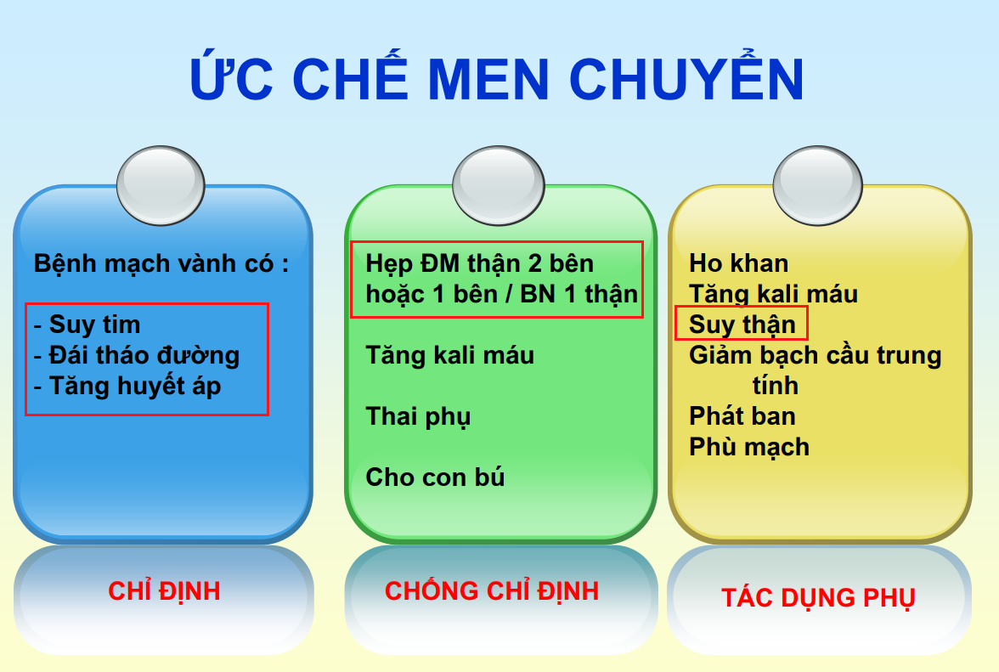 ỨC CHẾ MEN CHUYỂN
Bệnh mạch vành có :
- Suy tim
- Đái tháo đường
- Tăng huyết áp
CHỈ ĐỊNH
Hẹp ĐM thận 2 bên
hoặc 1 bên / BN 1 thận
Tăng kali máu
Thai phụ
Cho con bú
CHỐNG CHỈ ĐỊNH
Ho khan
Tăng kali máu
Suy thận
Giảm bạch cầu trung
tính
Phát ban
Phù mạch
TÁC DỤNG PHỤ